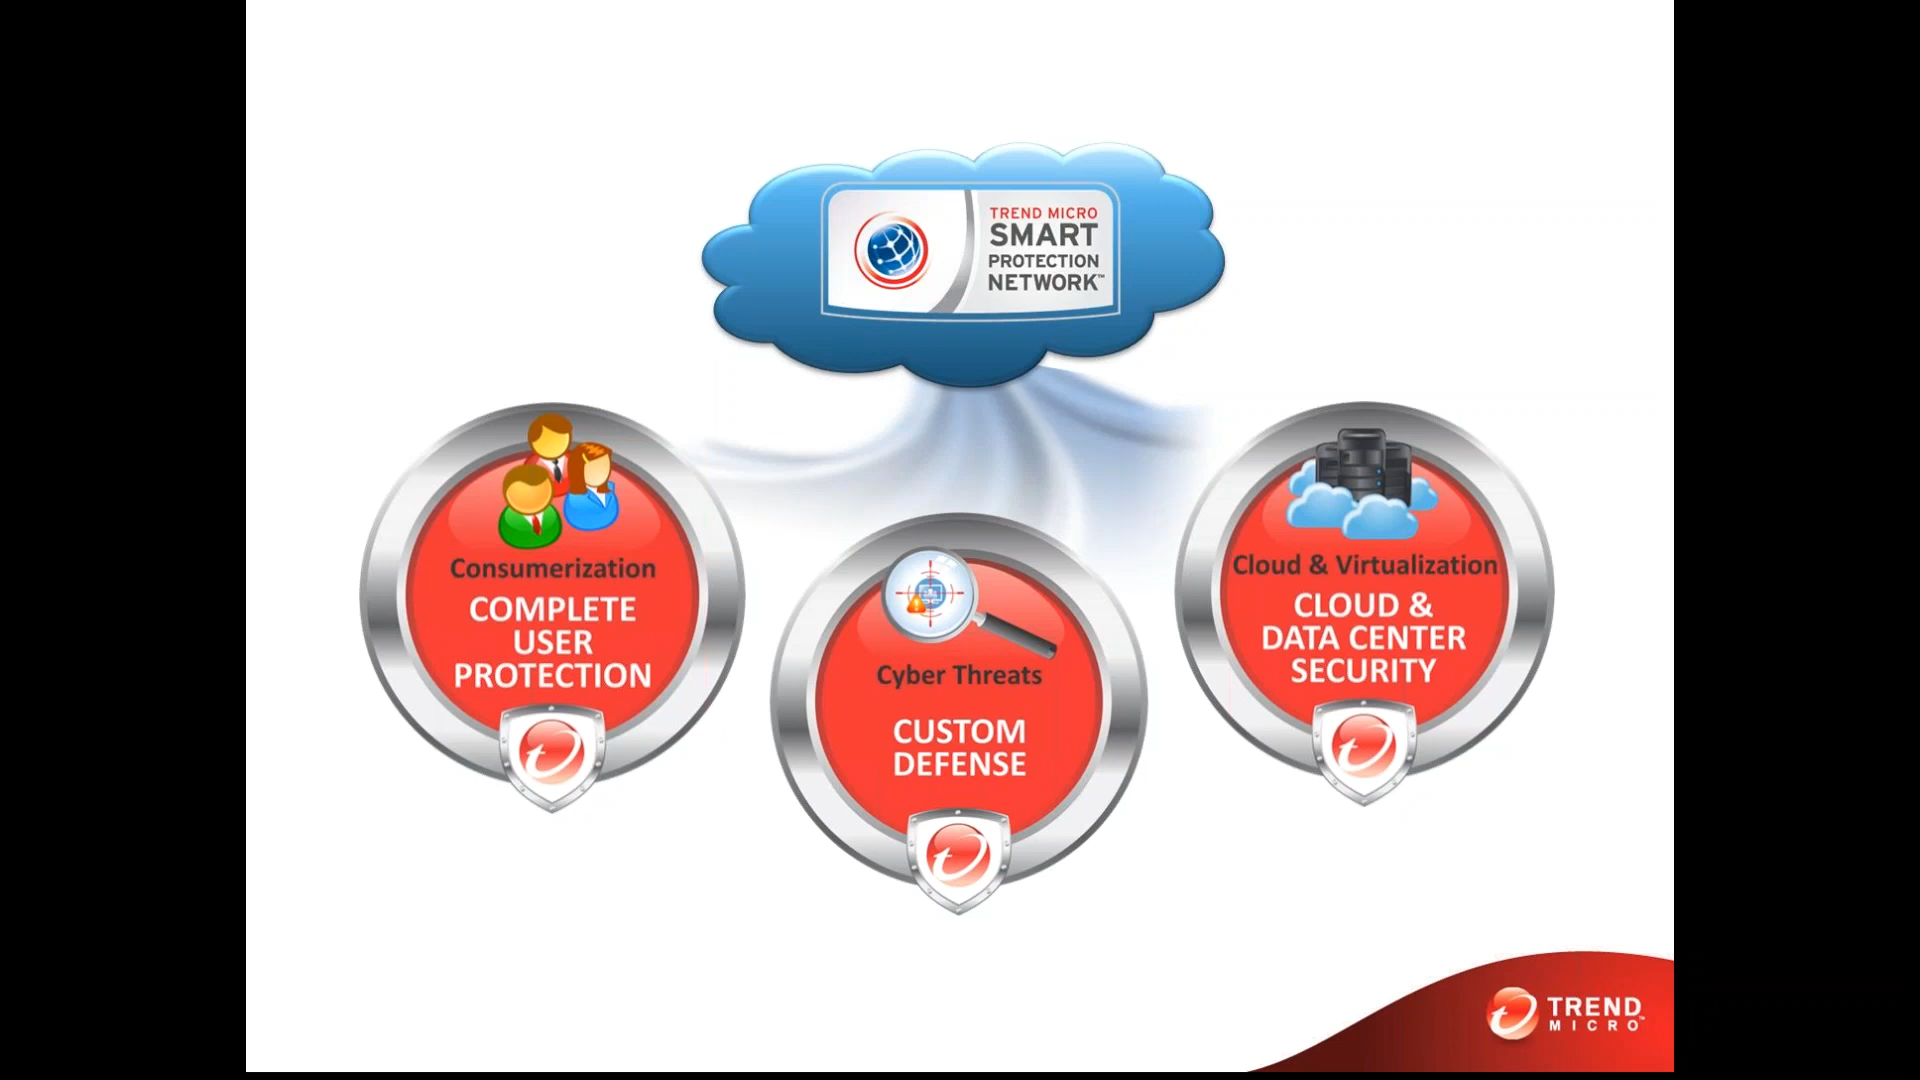 TREND MICRO
SMART
PROTECTION
NETWORK™
Consumerization
COMPLETE
USER
PROTECTION
Cyber Threats
CUSTOM
DEFENSE
Cloud & Virtualization
CLOUD &
DATA CENTER
SECURITY
TREND
MICRO™